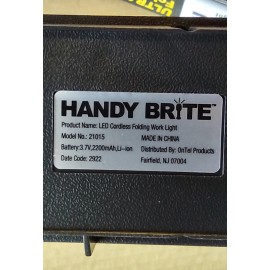 ULTRA
HANDY BRITE™
Product Name: LED Cordless Folding Work Light
Model No.: 21015
MADE IN CHINA
Battery:3.7V,2200mAh,Li-ion
Distributed By: OnTel Products
Date Code: 2922
Fairfield, NJ 07004